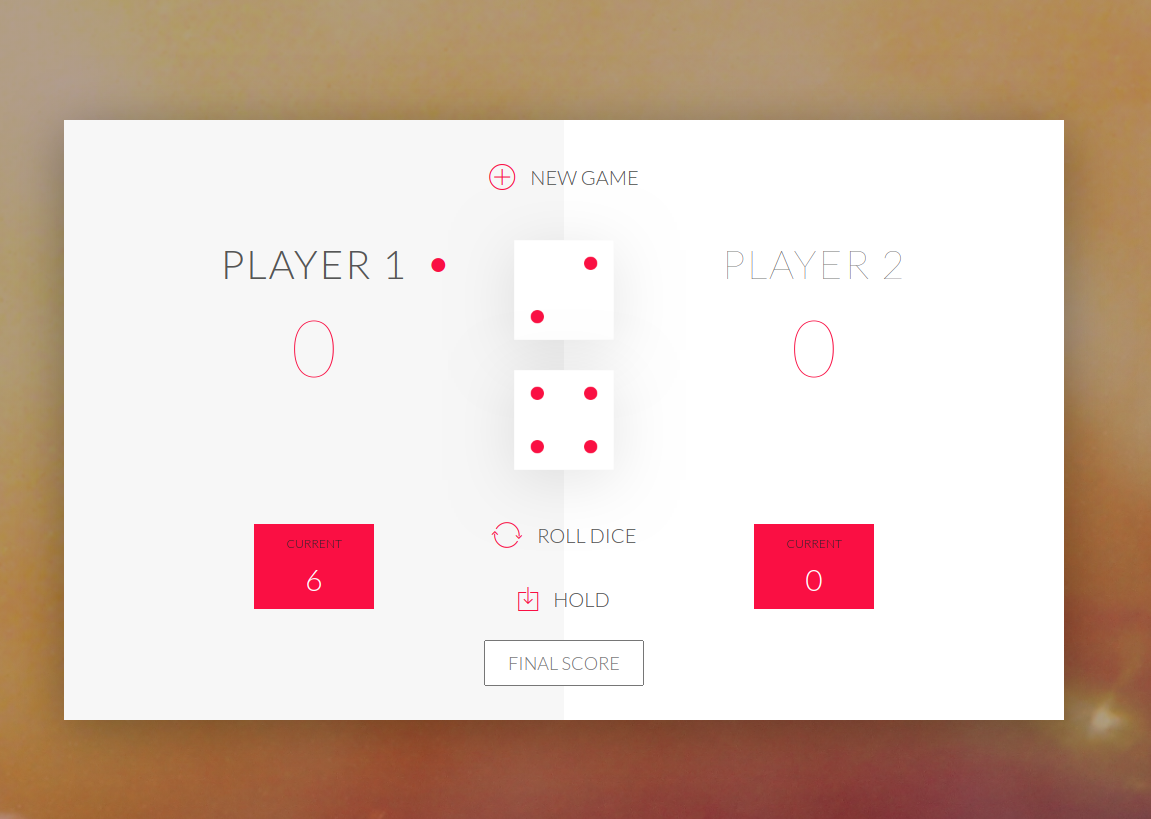 NEW GAME
PLAYER 1
0
PLAYER 2
0
CURRENT
6
CURRENT
0
ROLL DICE
HOLD
FINAL SCORE